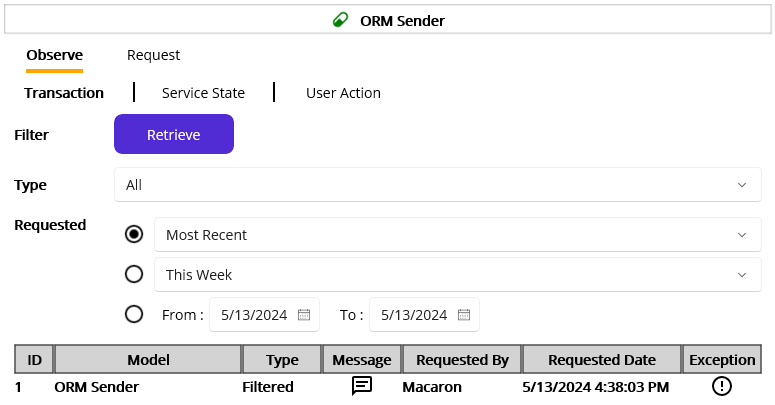 ORM Sender
Observe Request
Transaction Service State User Action
Filter Retrieve
Type All
Requested Most Recent
This Week
From : 5/13/2024 To : 5/13/2024
ID Model Type Message Requested By Requested Date Exception
1 ORM Sender Filtered Macaron 5/13/2024 4:38:03 PM